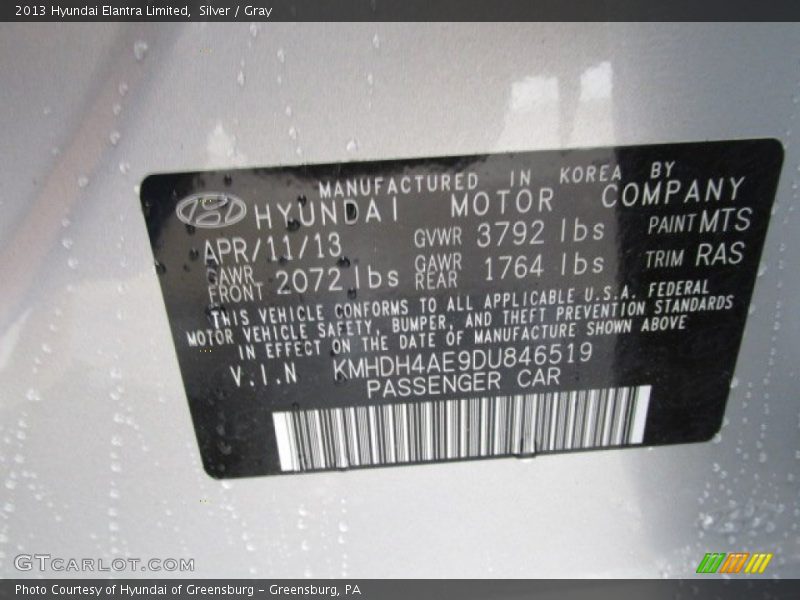 2013 Hyundai Elantra Limited, Silver / Gray
MANUFACTURED IN KOREA BY
HYUNDAI MOTOR COMPANY
APR/11/13 GVWR 3792 lbs PAINT MTS
GAWR FRONT 2072 lbs GAWR REAR 1764 lbs TRIM RAS
THIS VEHICLE CONFORMS TO ALL APPLICABLE U.S.A. FEDERAL
MOTOR VEHICLE SAFETY, BUMPER, AND THEFT PREVENTION STANDARDS
IN EFFECT ON THE DATE OF MANUFACTURE SHOWN ABOVE
V.I.N KMHDH4AE9DU846519
PASSENGER CAR
GTCARLOT.COM
Photo Courtesy of Hyundai of Greensburg - Greensburg, PA